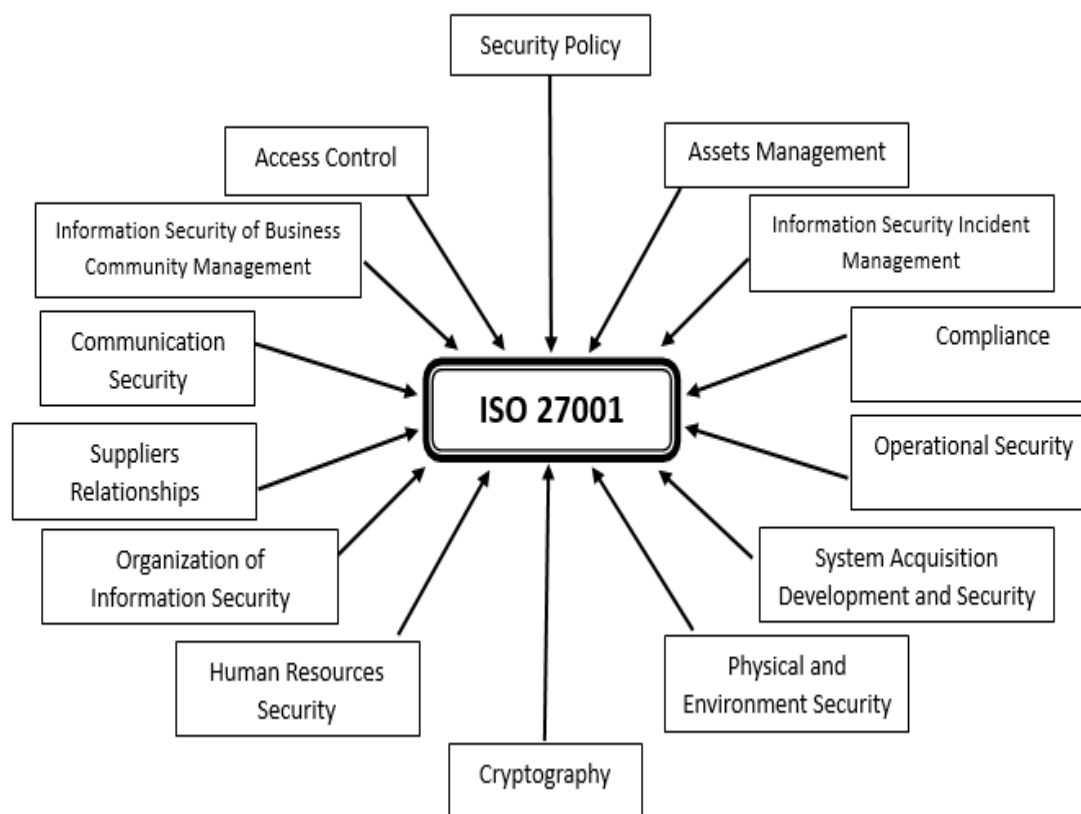 Security Policy
Access Control
Assets Management
Information Security of Business
Community Management
Information Security Incident
Management
Communication
Security
Compliance
ISO 27001
Suppliers
Relationships
Operational Security
Organization of
Information Security
System Acquisition
Development and Security
Human Resources
Security
Physical and
Environment Security
Cryptography